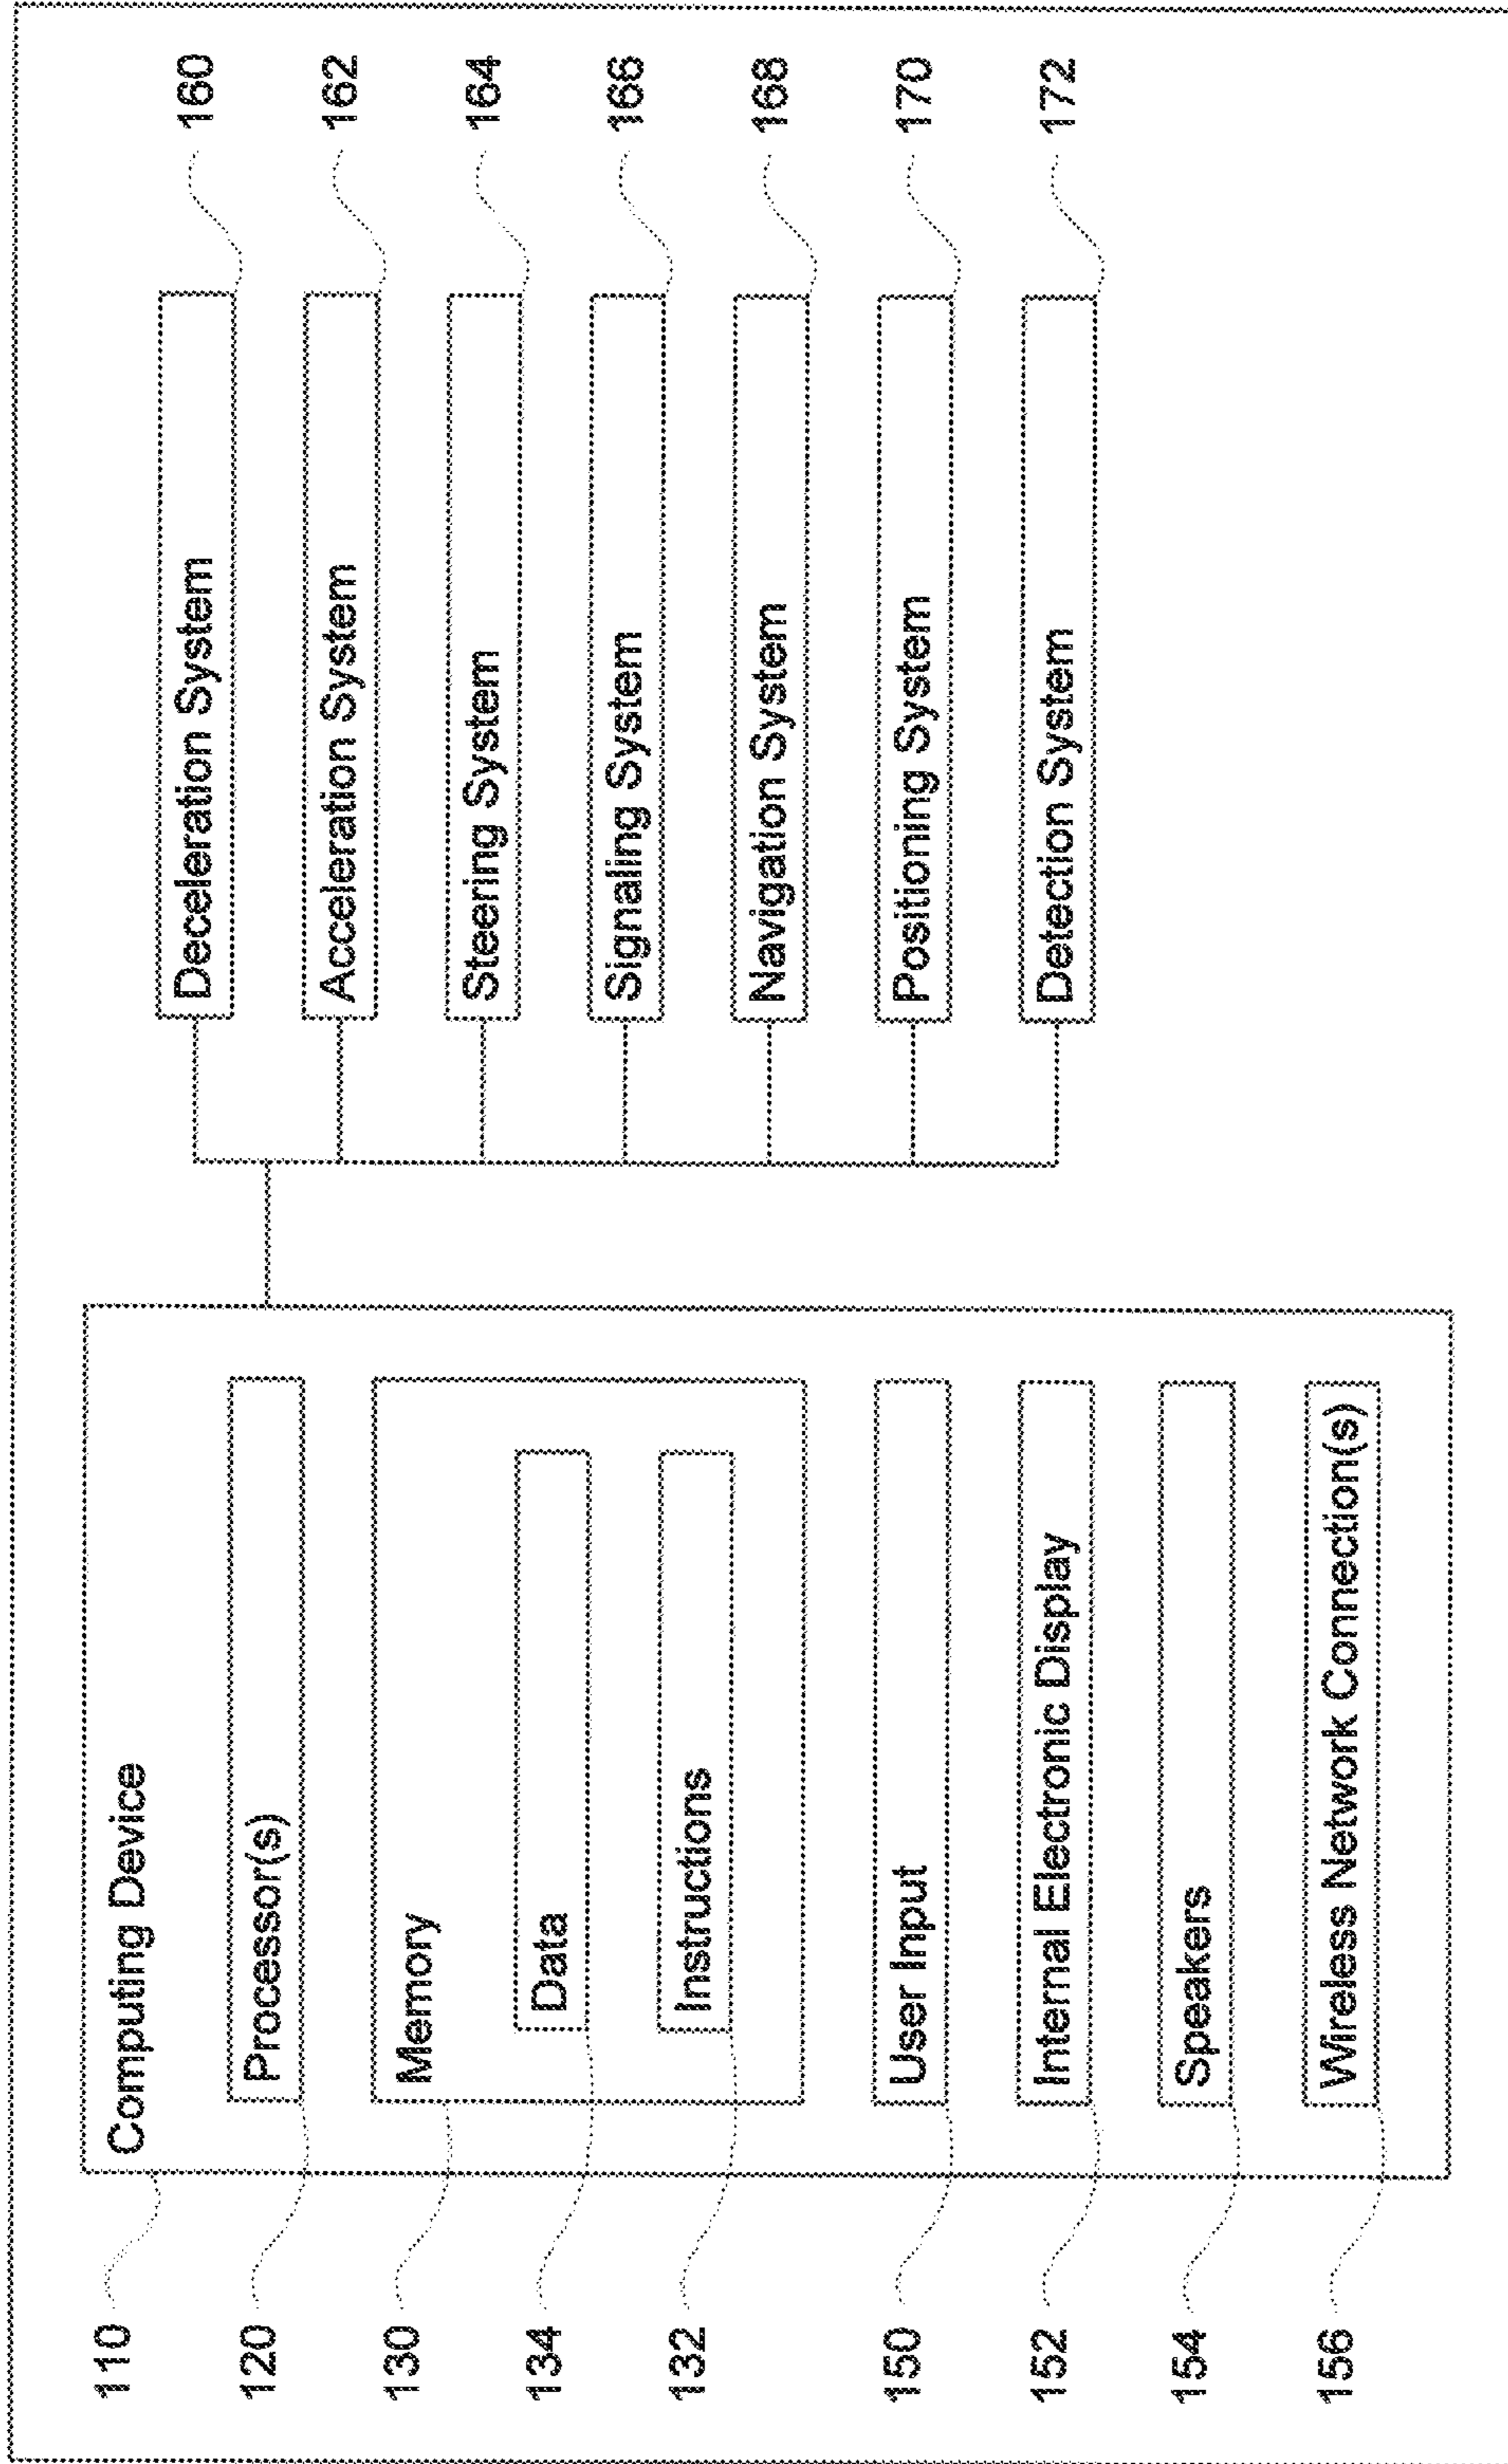 110
Computing Device
120
Processor(s)
130
Memory
134
Data
132
Instructions
150
User Input
152
Internal Electronic Display
154
Speakers
156
Wireless Network Connection(s)
Deceleration System
160
Acceleration System
162
Steering System
164
Signaling System
166
Navigation System
168
Positioning System
170
Detection System
172